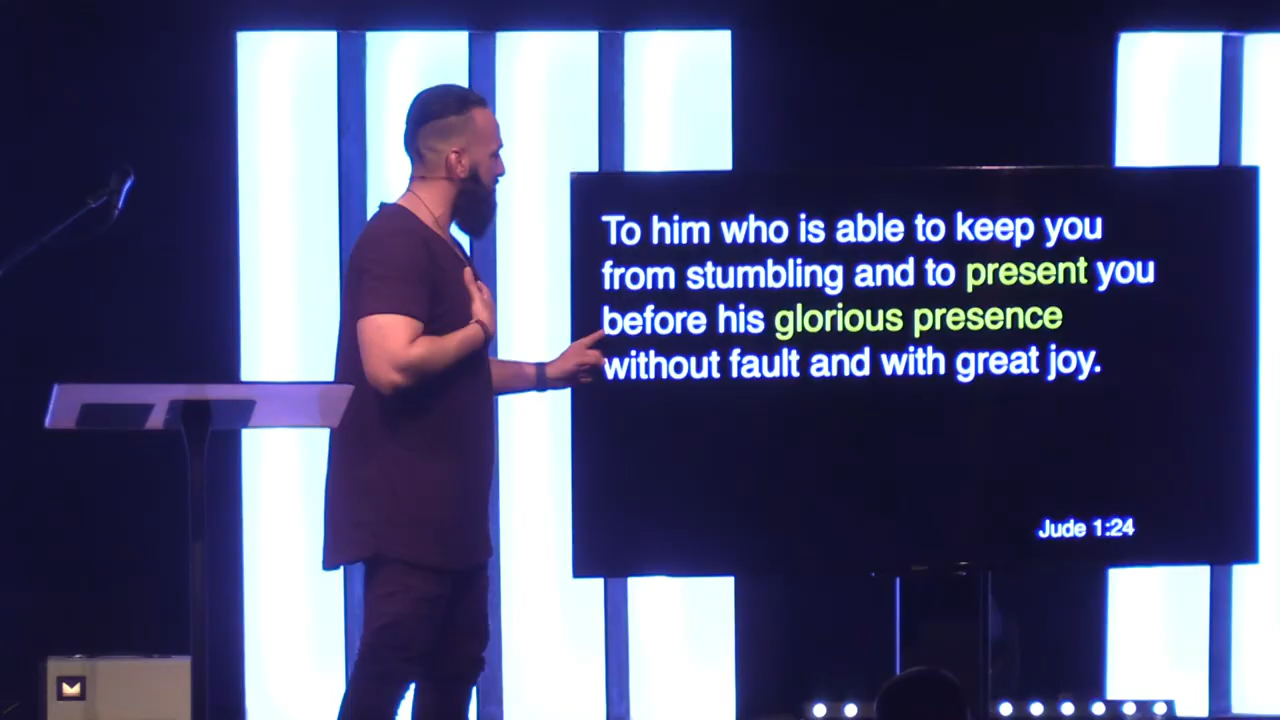 To him who is able to keep you
from stumbling and to present you
before his glorious presence
without fault and with great joy.
Jude 1:24